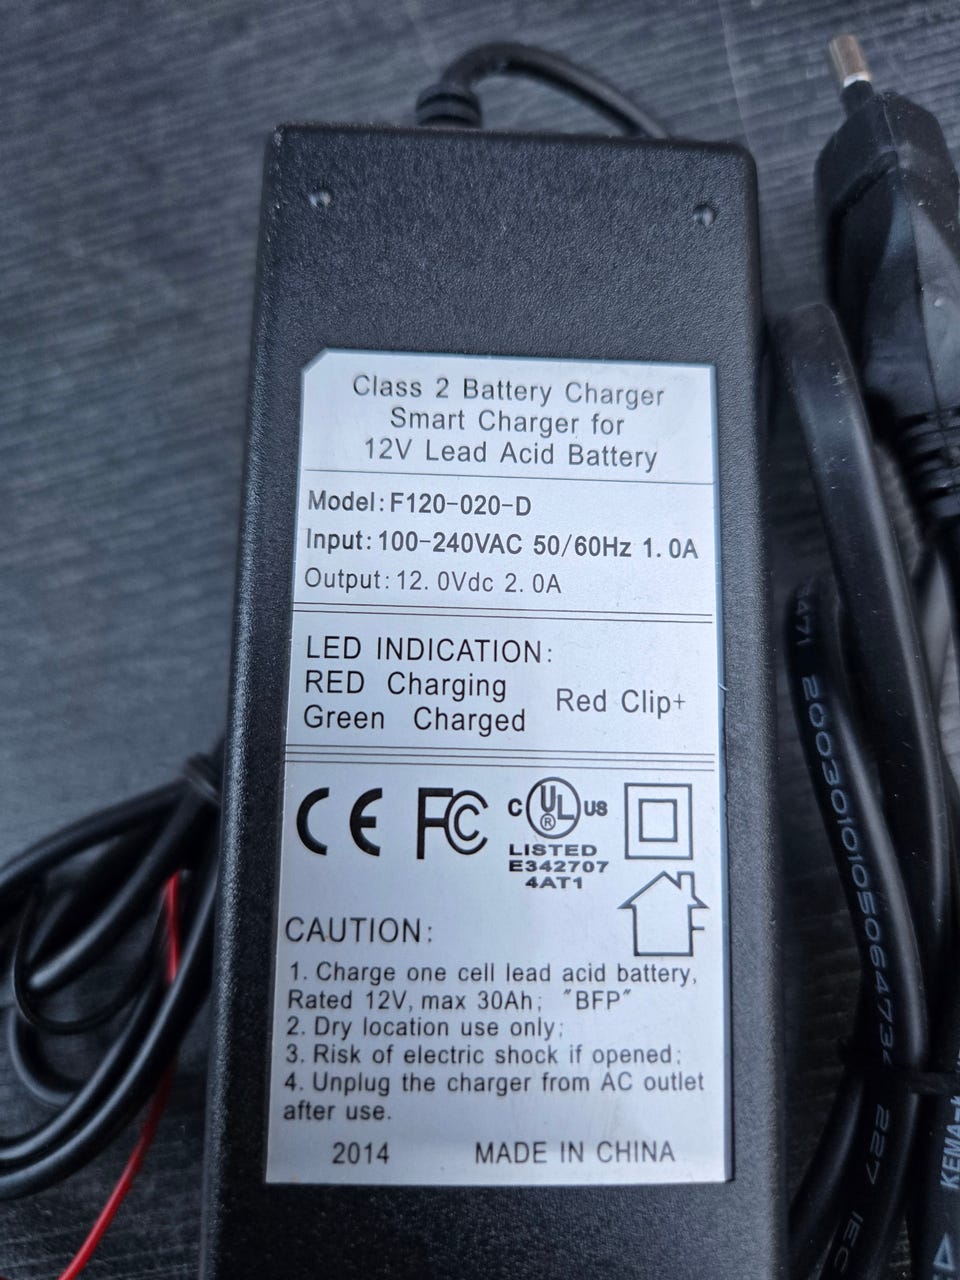 Class 2 Battery Charger
Smart Charger for
12V Lead Acid Battery
Model: F120-020-D
Input: 100-240VAC 50/60Hz 1.0A
Output: 12.0Vdc 2.0A
LED INDICATION:
RED Charging
Green Charged
Red Clip+
CE FC C UL US
®
LISTED
E342707
4AT1
CAUTION:
1. Charge one cell lead acid battery,
Rated 12V, max 30Ah; "BFP"
2. Dry location use only;
3. Risk of electric shock if opened;
4. Unplug the charger from AC outlet
after use.
2014 MADE IN CHINA
227 IEC